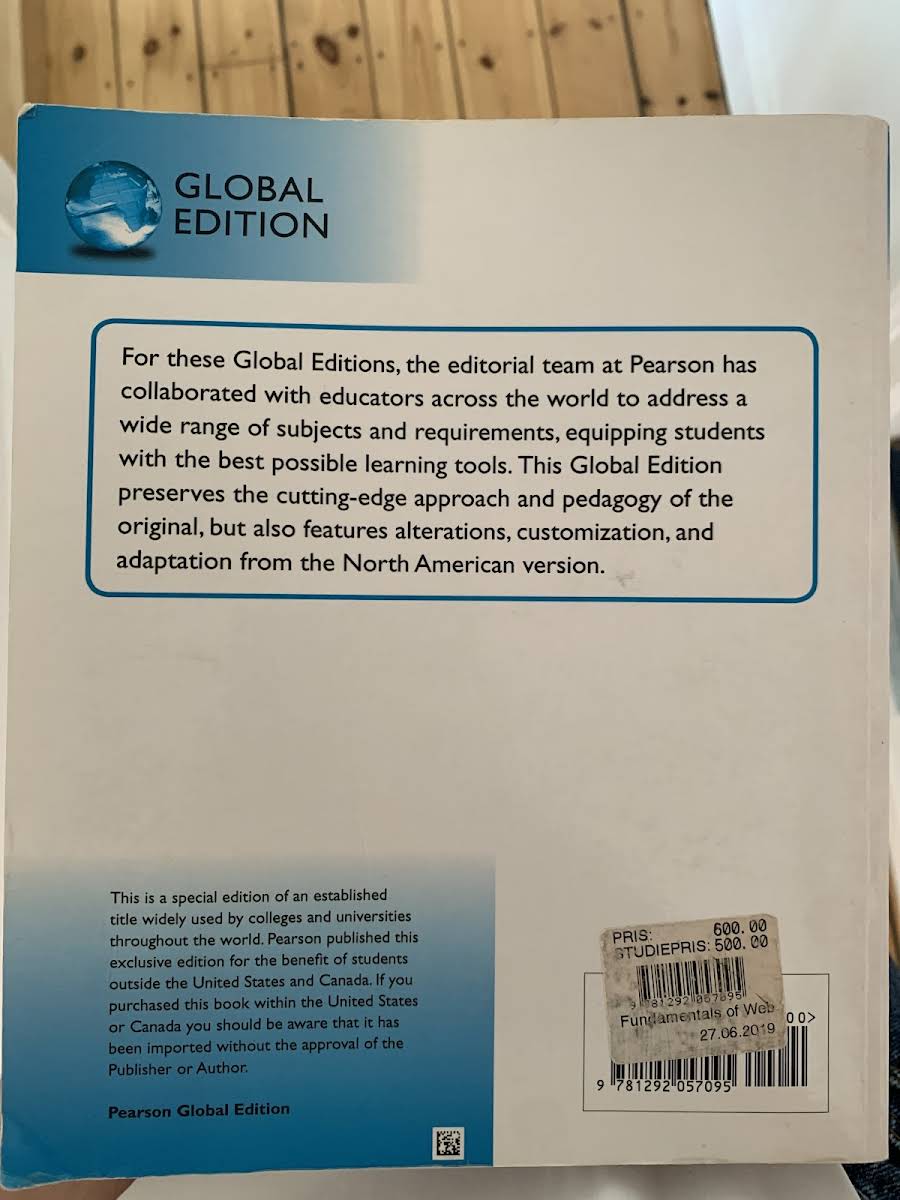 GLOBAL
EDITION
For these Global Editions, the editorial team at Pearson has
collaborated with educators across the world to address a
wide range of subjects and requirements, equipping students
with the best possible learning tools. This Global Edition
preserves the cutting-edge approach and pedagogy of the
original, but also features alterations, customization, and
adaptation from the North American version.
This is a special edition of an established
title widely used by colleges and universities
throughout the world. Pearson published this
exclusive edition for the benefit of students
outside the United States and Canada. If you
purchased this book within the United States
or Canada you should be aware that it has
been imported without the approval of the
Publisher or Author.
Pearson Global Edition
PRIS: 600.00
STUDIEPRIS: 500.00
9 781292 057095
Fundamentals of Web
27.06.2019
00>
9 781292 057095